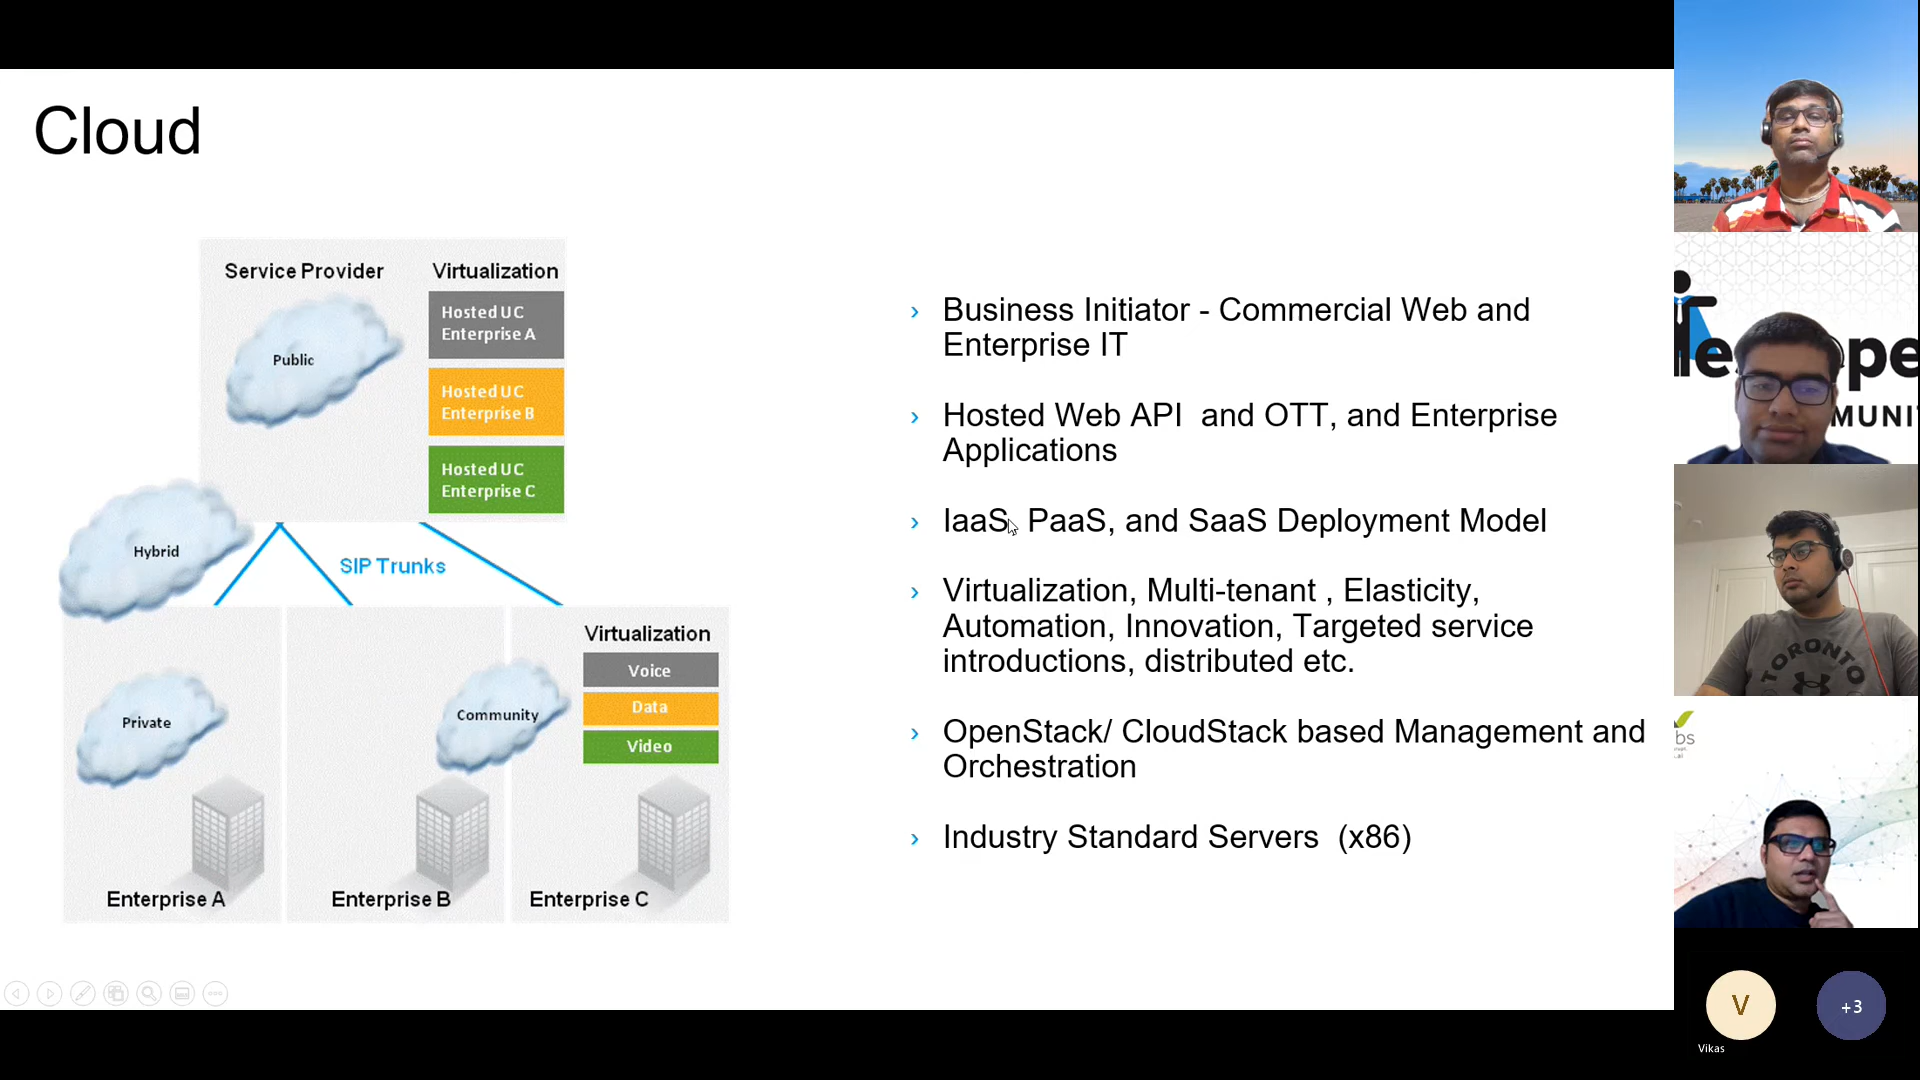 Cloud
Service Provider
Virtualization
Public
Hosted UC
Enterprise A
Hosted UC
Enterprise B
Hosted UC
Enterprise C
Hybrid
SIP Trunks
Virtualization
Voice
Data
Video
Private
Community
Enterprise A
Enterprise B
Enterprise C
› Business Initiator - Commercial Web and
Enterprise IT
› Hosted Web API and OTT, and Enterprise
Applications
› IaaS, PaaS, and SaaS Deployment Model
› Virtualization, Multi-tenant , Elasticity,
Automation, Innovation, Targeted service
introductions, distributed etc.
› OpenStack/ CloudStack based Management and
Orchestration
› Industry Standard Servers (x86)
TORONTO
V
+3
Vikas